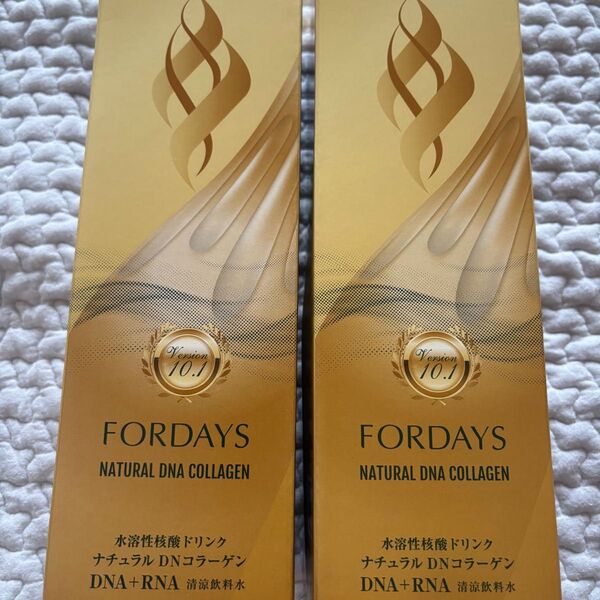 Version
10.1
FORDAYS
NATURAL DNA COLLAGEN
水溶性核酸ドリンク
ナチュラル DNコラーゲン
DNA+RNA 清涼飲料水
Version
10.1
FORDAYS
NATURAL DNA COLLAGEN
水溶性核酸ドリンク
ナチュラル DNコラーゲン
DNA+RNA 清涼飲料水